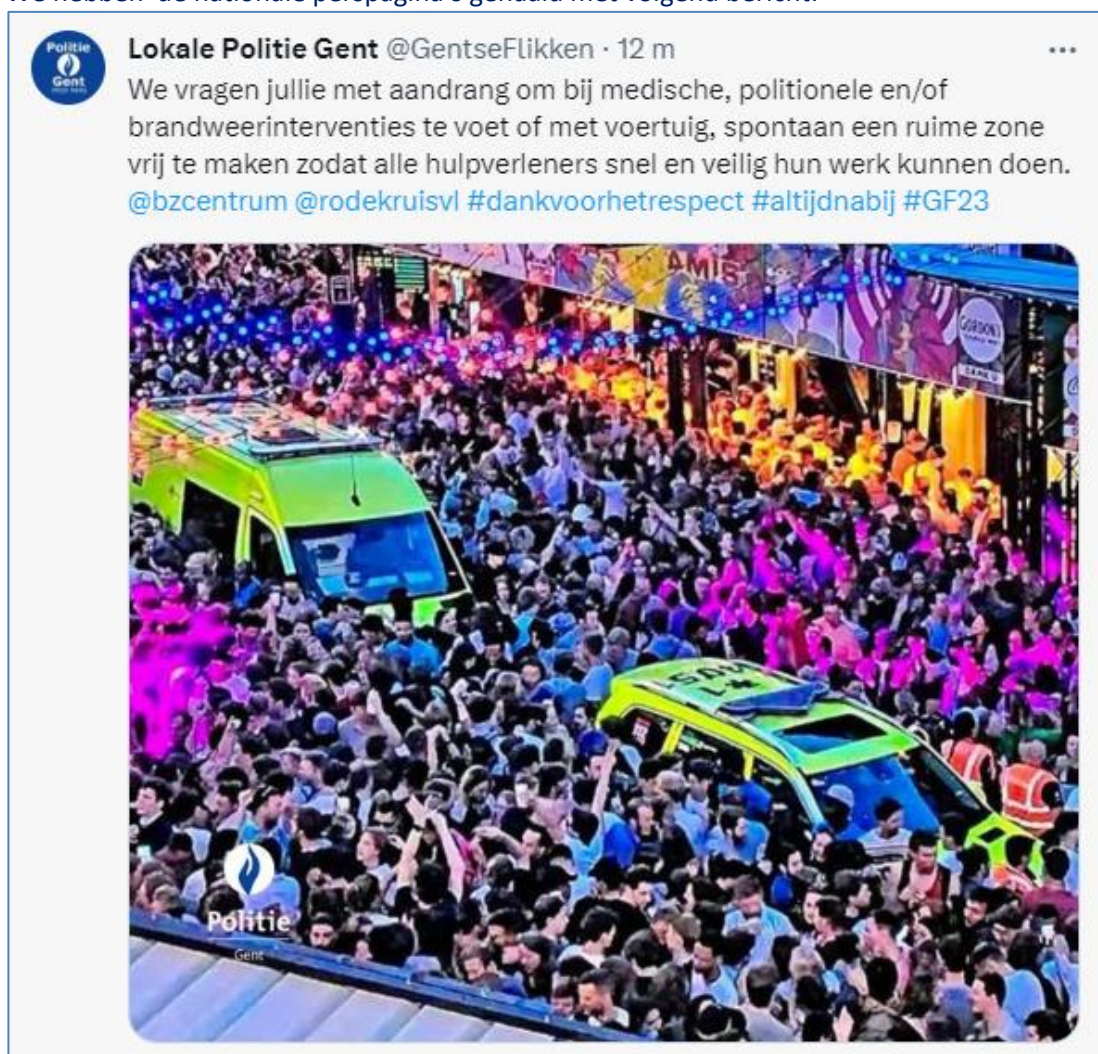 We hebben de nationale perspagina's gehaald met volgend bericht:
Politie
Gent
Lokale Politie Gent @GentseFlikken · 12 m
We vragen jullie met aandrang om bij medische, politionele en/of
brandweerinterventies te voet of met voertuig, spontaan een ruime zone
vrij te maken zodat alle hulpverleners snel en veilig hun werk kunnen doen.
@bzcentrum @rodekruisvl #dankvoorhetrespect #altijdnabij #GF23
AMIS
GORDON'S
Politie
Gent